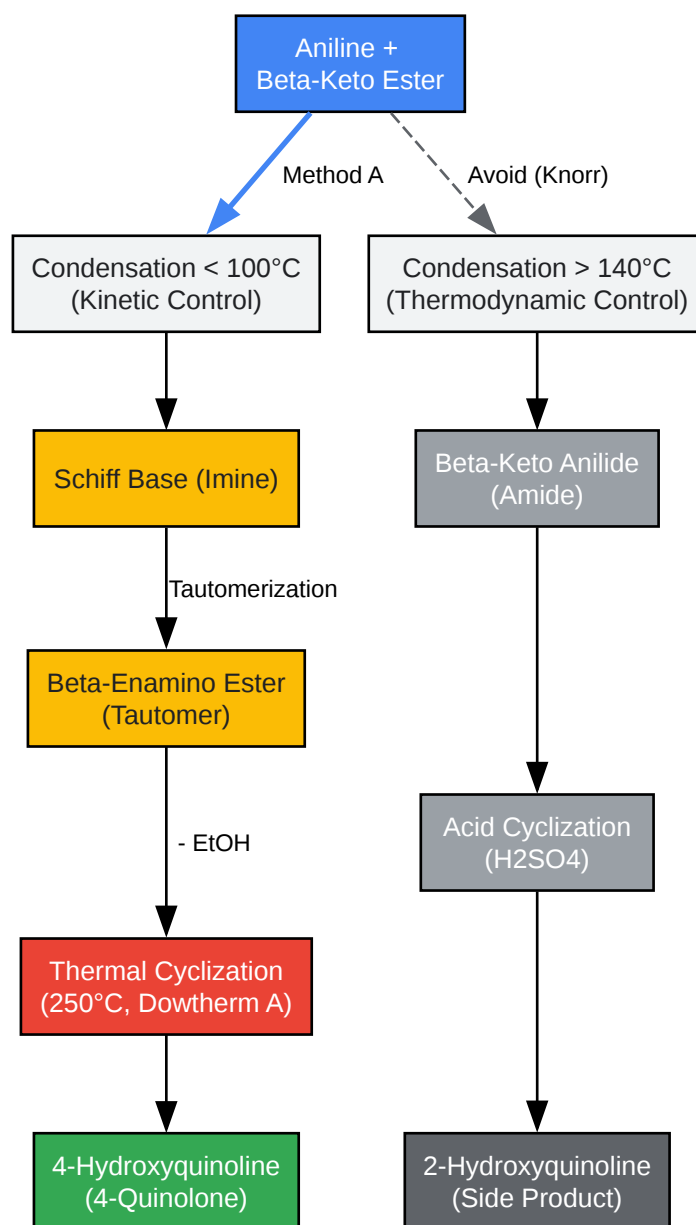 Aniline +
Beta-Keto Ester
Method A
Avoid (Knorr)
Condensation < 100°C
(Kinetic Control)
Condensation > 140°C
(Thermodynamic Control)
Schiff Base (Imine)
Beta-Keto Anilide
(Amide)
Tautomerization
Beta-Enamino Ester
(Tautomer)
Acid Cyclization
(H2SO4)
- EtOH
Thermal Cyclization
(250°C, Dowtherm A)
4-Hydroxyquinoline
(4-Quinolone)
2-Hydroxyquinoline
(Side Product)